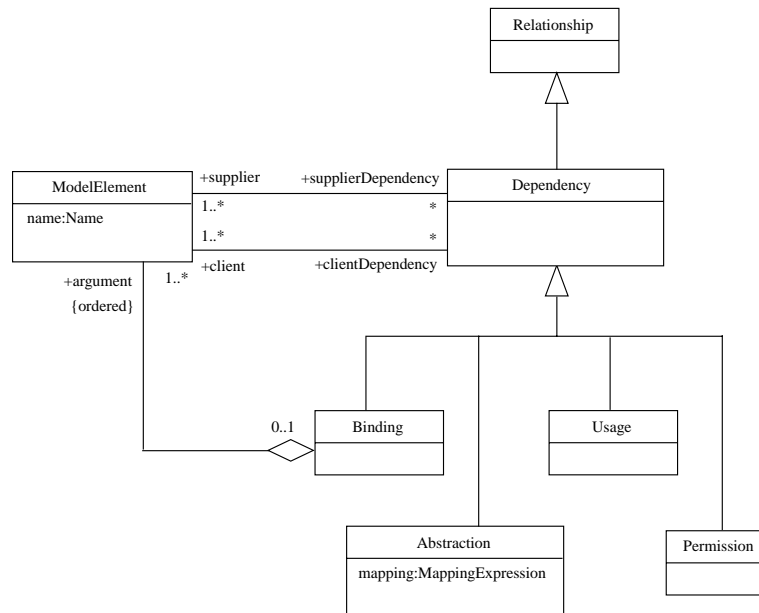 Relationship
+supplier
+supplierDependency
ModelElement
Dependency
name:Name
1..*
*
1..*
*
+client
+clientDependency
+argument
1..*
{ordered}
0..1
Binding
Usage
Abstraction
Permission
mapping:MappingExpression